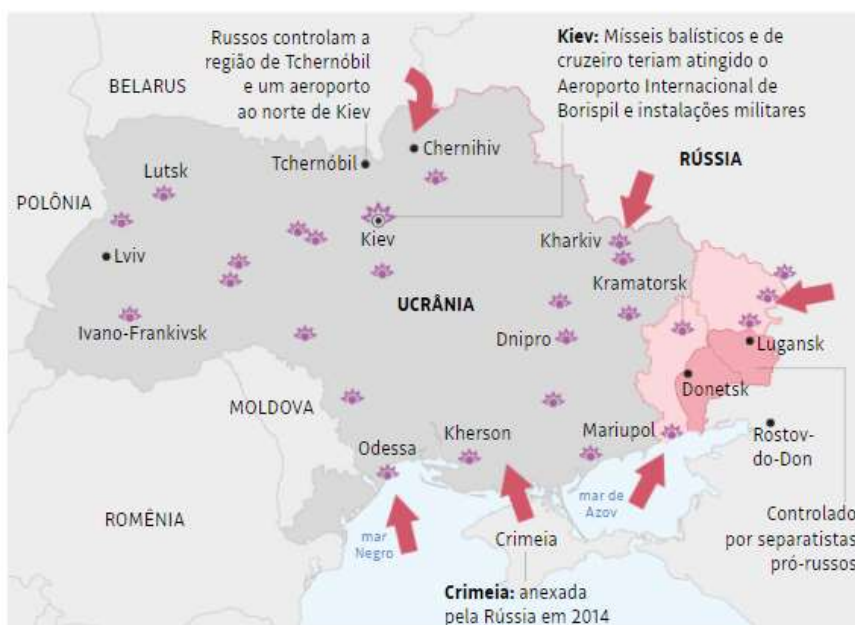 Russos controlam a
região de Tchernóbil
e um aeroporto
ao norte de Kiev
Kiev: Mísseis balísticos e de
cruzeiro teriam atingido o
Aeroporto Internacional de
Borispil e instalações militares
BELARUS
Chernihiv
RÚSSIA
Lutsk
Tchernóbil
POLÔNIA
Kiev
Kharkiv
Lviv
Kramatorsk
UCRÂNIA
Ivano-Frankivsk
Dnipro
Lugansk
Donetsk
MOLDOVA
Odessa
Kherson
Mariupol
Rostov-
do-Don
ROMÊNIA
mar
Negro
mar de
Azov
Crimeia
Controlado
por separatistas
pró-russos
Crimeia: anexada
pela Rússia em 2014